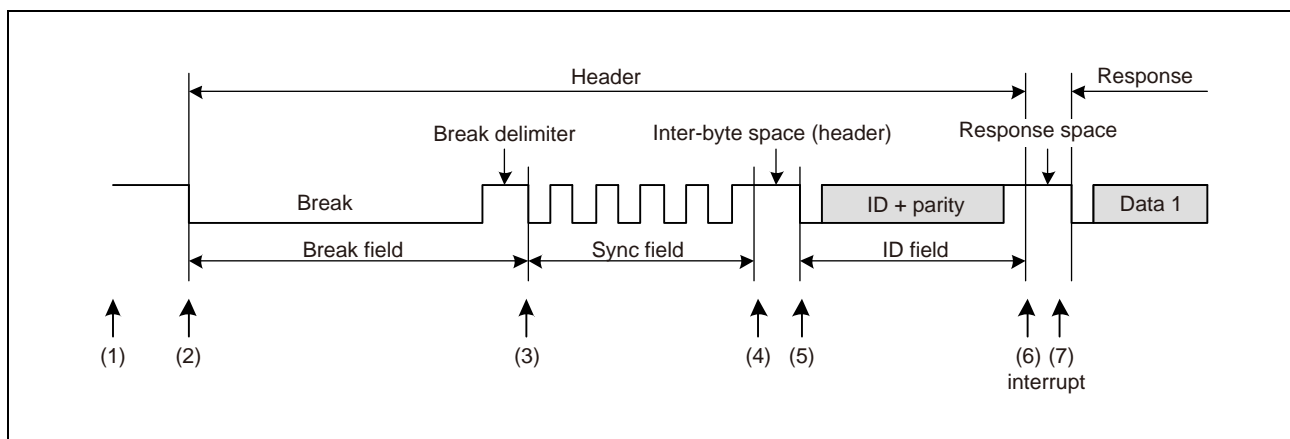 Header
Response
Break delimiter
Inter-byte space (header)
Response space
Break
ID + parity
Data 1
Break field
Sync field
ID field
(1)
(2)
(3)
(4)
(5)
(6)
(7)
interrupt